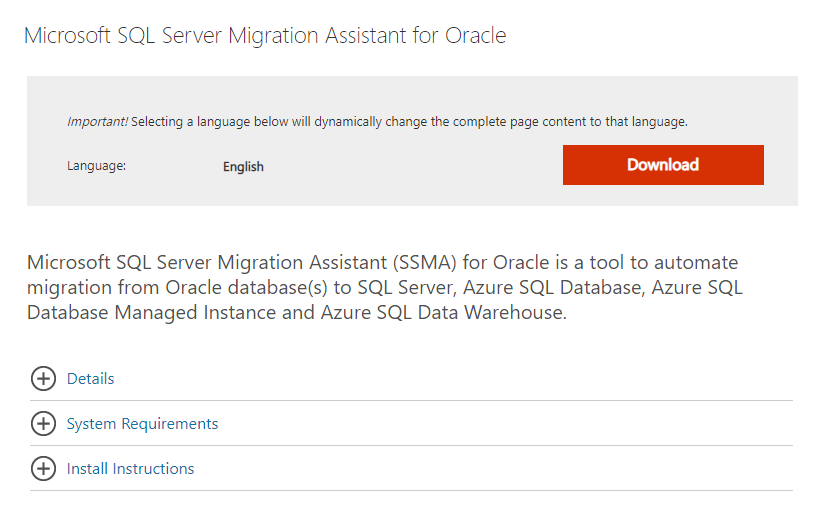 Microsoft SQL Server Migration Assistant for Oracle
Important! Selecting a language below will dynamically change the complete page content to that language.
Language:
English
Download
Microsoft SQL Server Migration Assistant (SSMA) for Oracle is a tool to automate
migration from Oracle database(s) to SQL Server, Azure SQL Database, Azure SQL
Database Managed Instance and Azure SQL Data Warehouse.
Details
System Requirements
Install Instructions